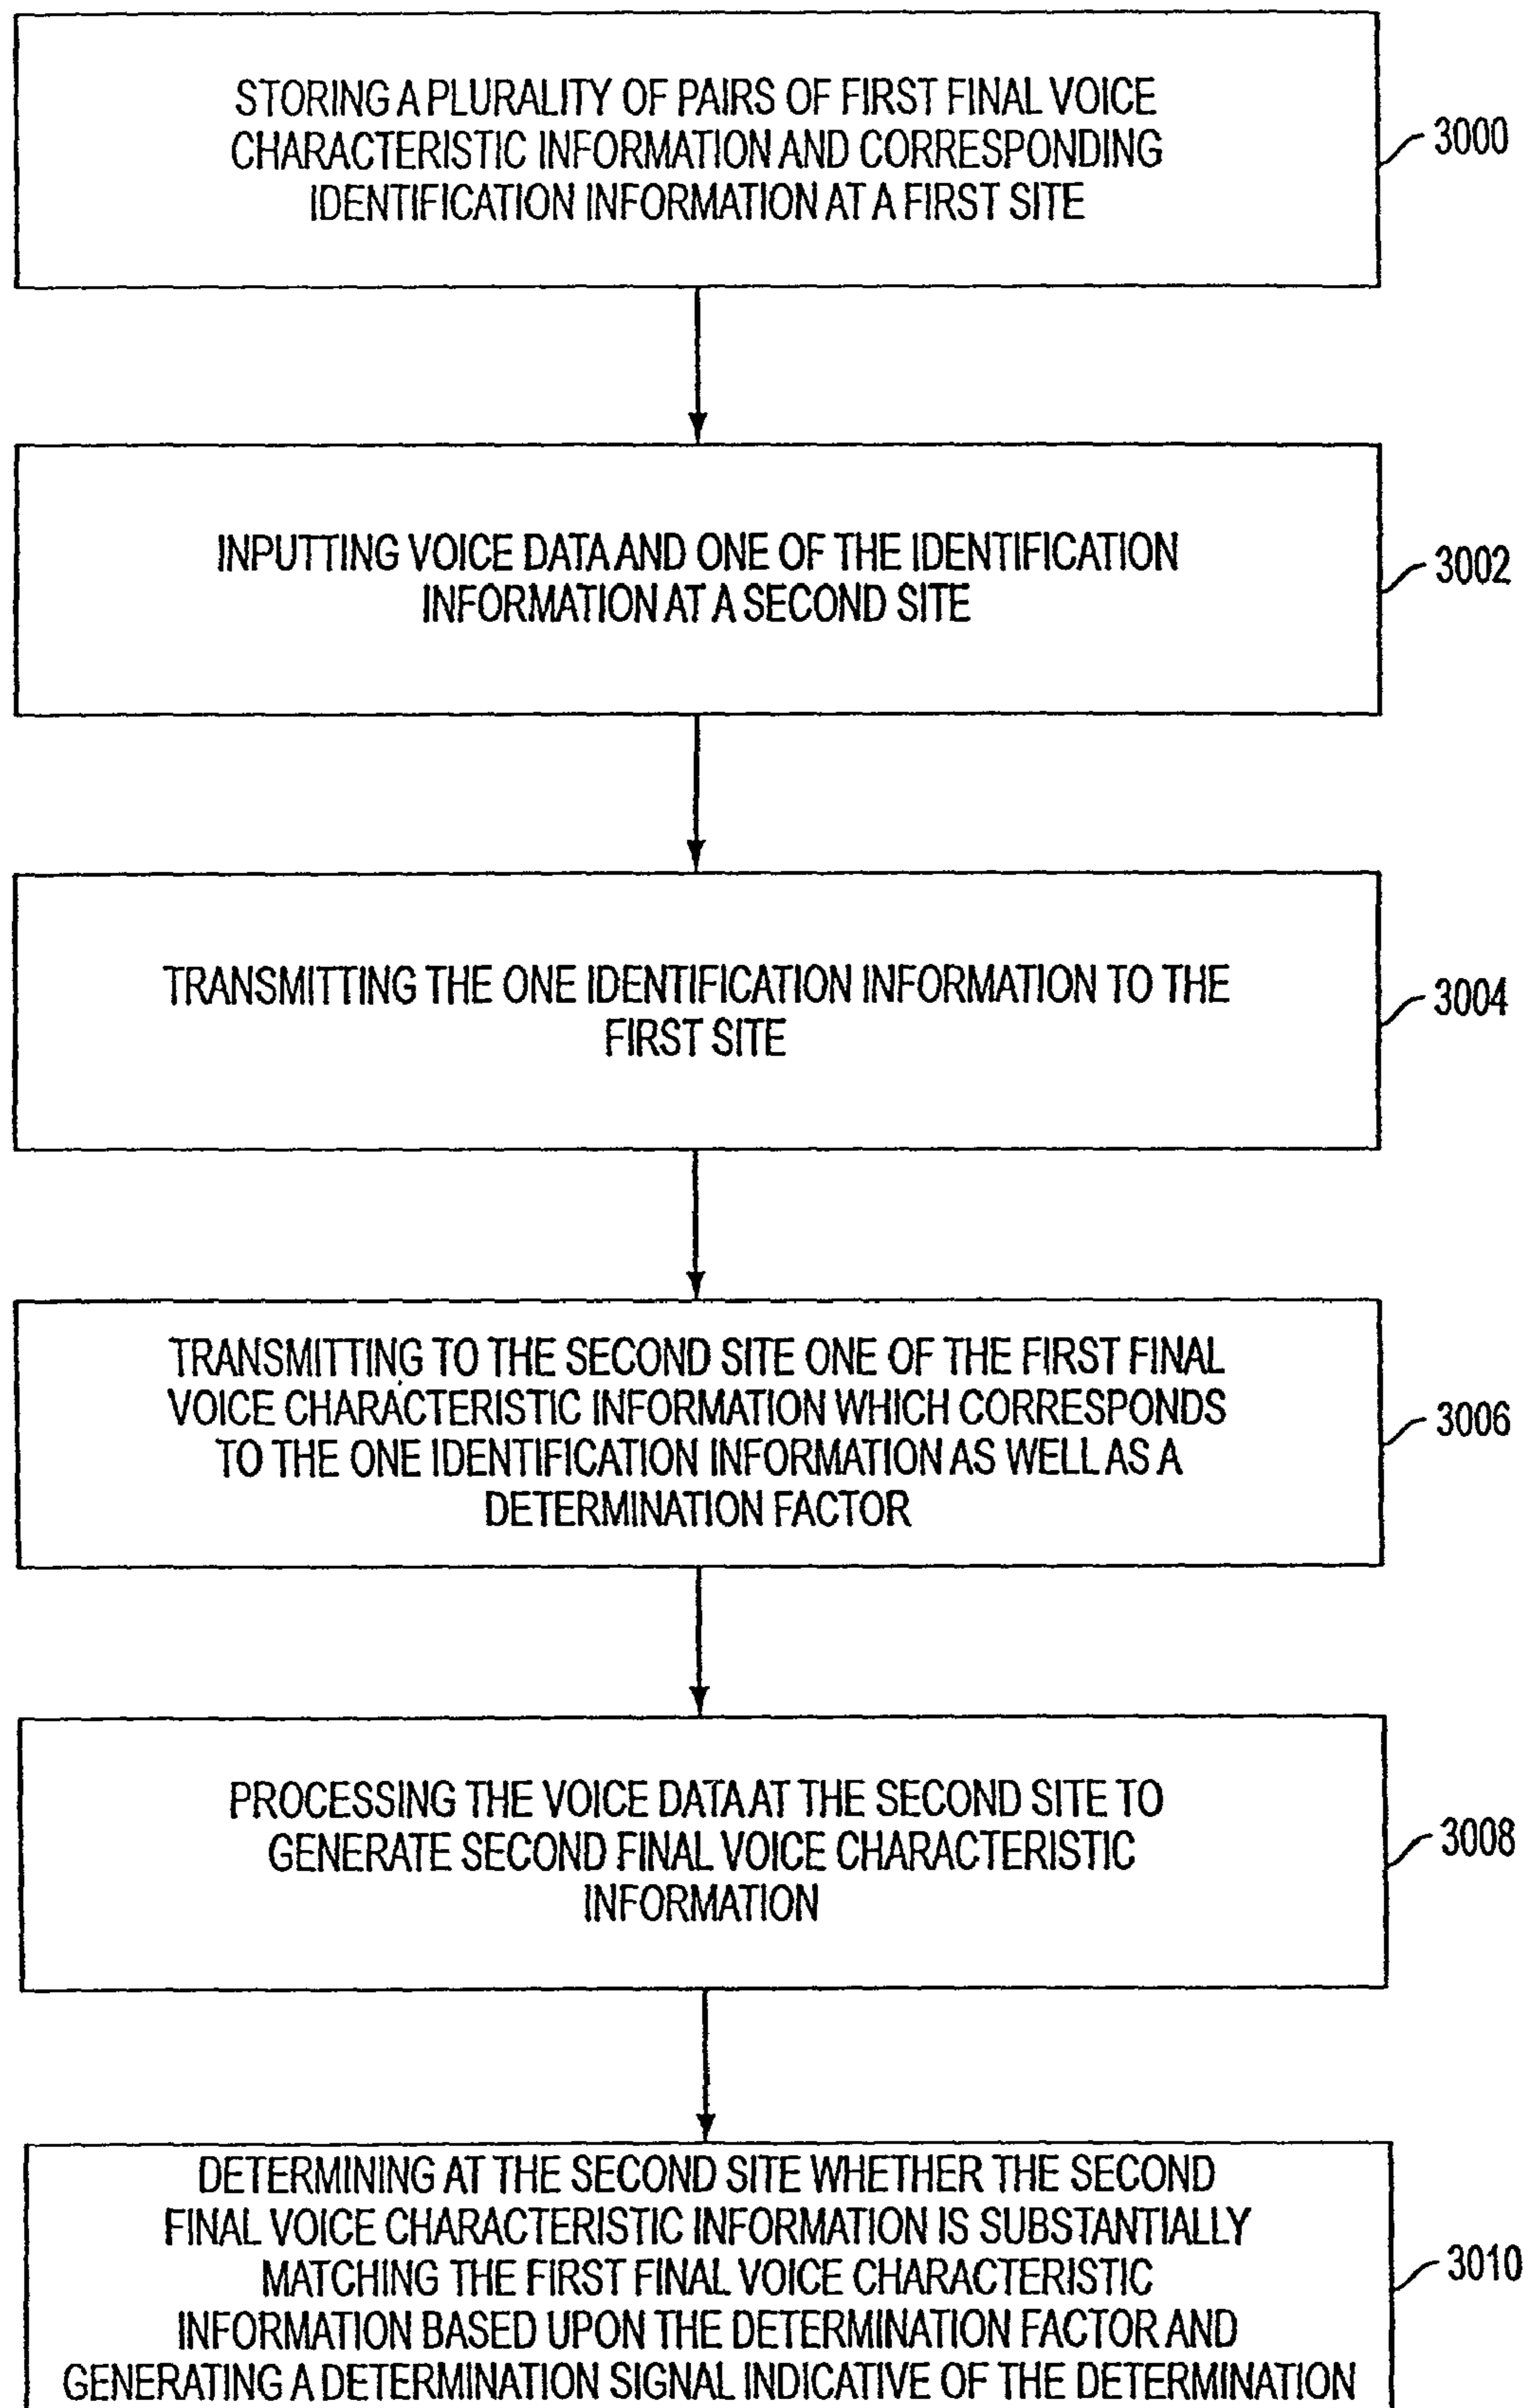 STORING A PLURALITY OF PAIRS OF FIRST FINAL VOICE
CHARACTERISTIC INFORMATION AND CORRESPONDING
IDENTIFICATION INFORMATION AT A FIRST SITE
3000
INPUTTING VOICE DATA AND ONE OF THE IDENTIFICATION
INFORMATION AT A SECOND SITE
3002
TRANSMITTING THE ONE IDENTIFICATION INFORMATION TO THE
FIRST SITE
3004
TRANSMITTING TO THE SECOND SITE ONE OF THE FIRST FINAL
VOICE CHARACTERISTIC INFORMATION WHICH CORRESPONDS
TO THE ONE IDENTIFICATION INFORMATION AS WELL AS A
DETERMINATION FACTOR
3006
PROCESSING THE VOICE DATA AT THE SECOND SITE TO
GENERATE SECOND FINAL VOICE CHARACTERISTIC
INFORMATION
3008
DETERMINING AT THE SECOND SITE WHETHER THE SECOND
FINAL VOICE CHARACTERISTIC INFORMATION IS SUBSTANTIALLY
MATCHING THE FIRST FINAL VOICE CHARACTERISTIC
INFORMATION BASED UPON THE DETERMINATION FACTOR AND
GENERATING A DETERMINATION SIGNAL INDICATIVE OF THE DETERMINATION
3010